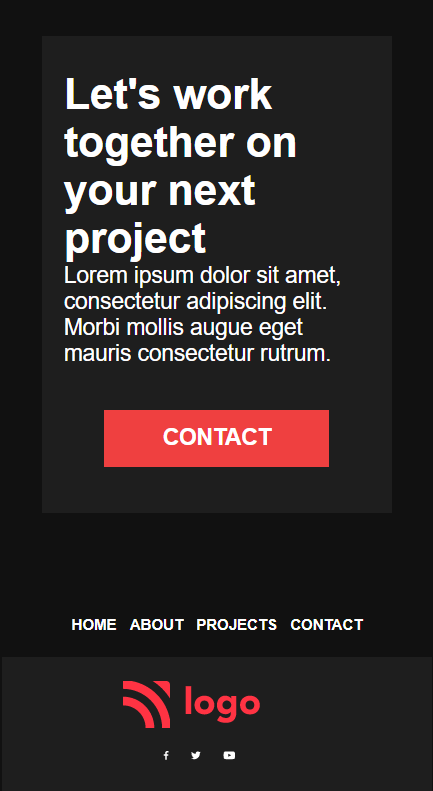 Let's work
together on
your next
project
Lorem ipsum dolor sit amet,
consectetur adipiscing elit.
Morbi mollis augue eget
mauris consectetur rutrum.
CONTACT
HOME ABOUT PROJECTS CONTACT
logo